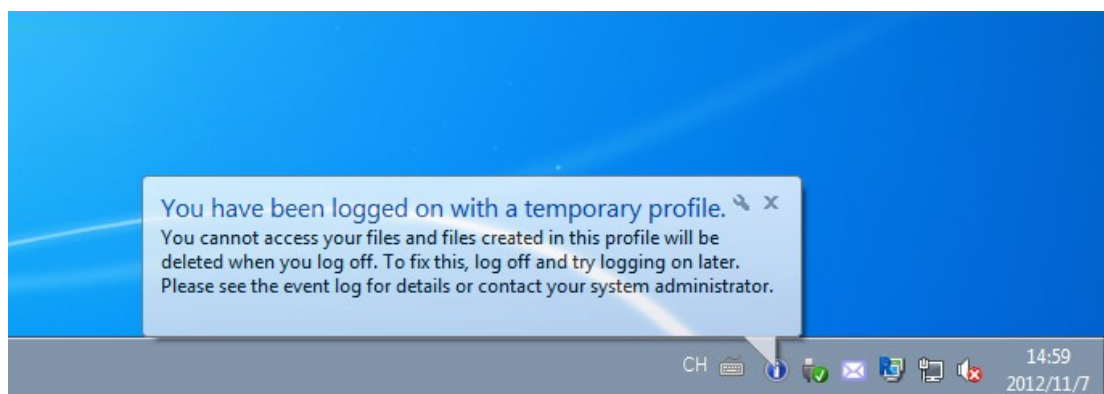 You have been logged on with a temporary profile.
You cannot access your files and files created in this profile will be
deleted when you log off. To fix this, log off and try logging on later.
Please see the event log for details or contact your system administrator.
CH
14:59
2012/11/7